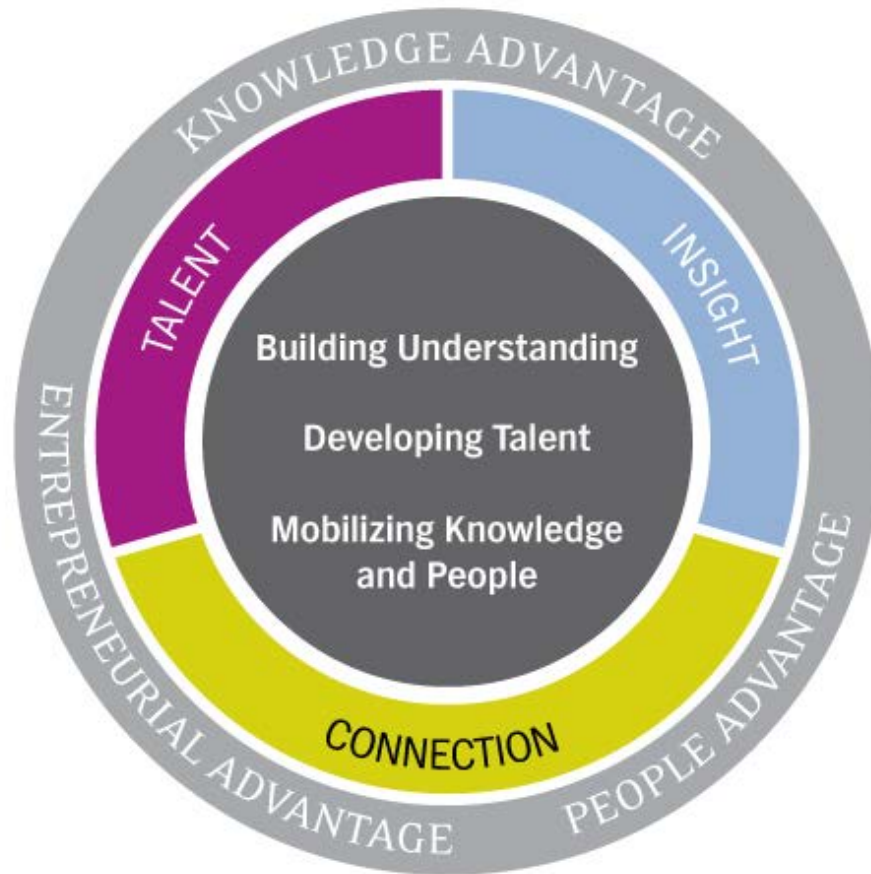 KNOWLEDGE ADVANTAGE
TALENT
INSIGHT
Building Understanding
Developing Talent
Mobilizing Knowledge
and People
CONNECTION
ENTREPRENEURIAL ADVANTAGE
PEOPLE ADVANTAGE